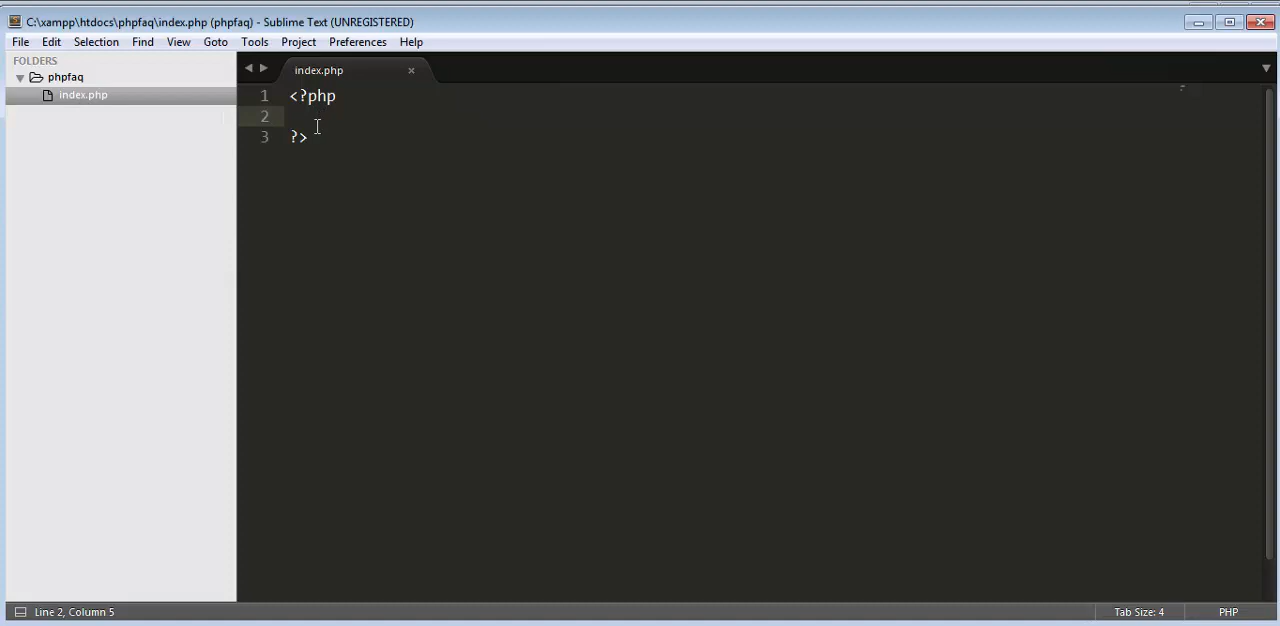 C:\xampp\htdocs\phpfaq\index.php (phpfaq) - Sublime Text (UNREGISTERED)
File Edit Selection Find View Goto Tools Project Preferences Help
FOLDERS
phpfaq
index.php
index.php
1 <?php
2
3 ?>
Line 2, Column 5
Tab Size: 4
PHP